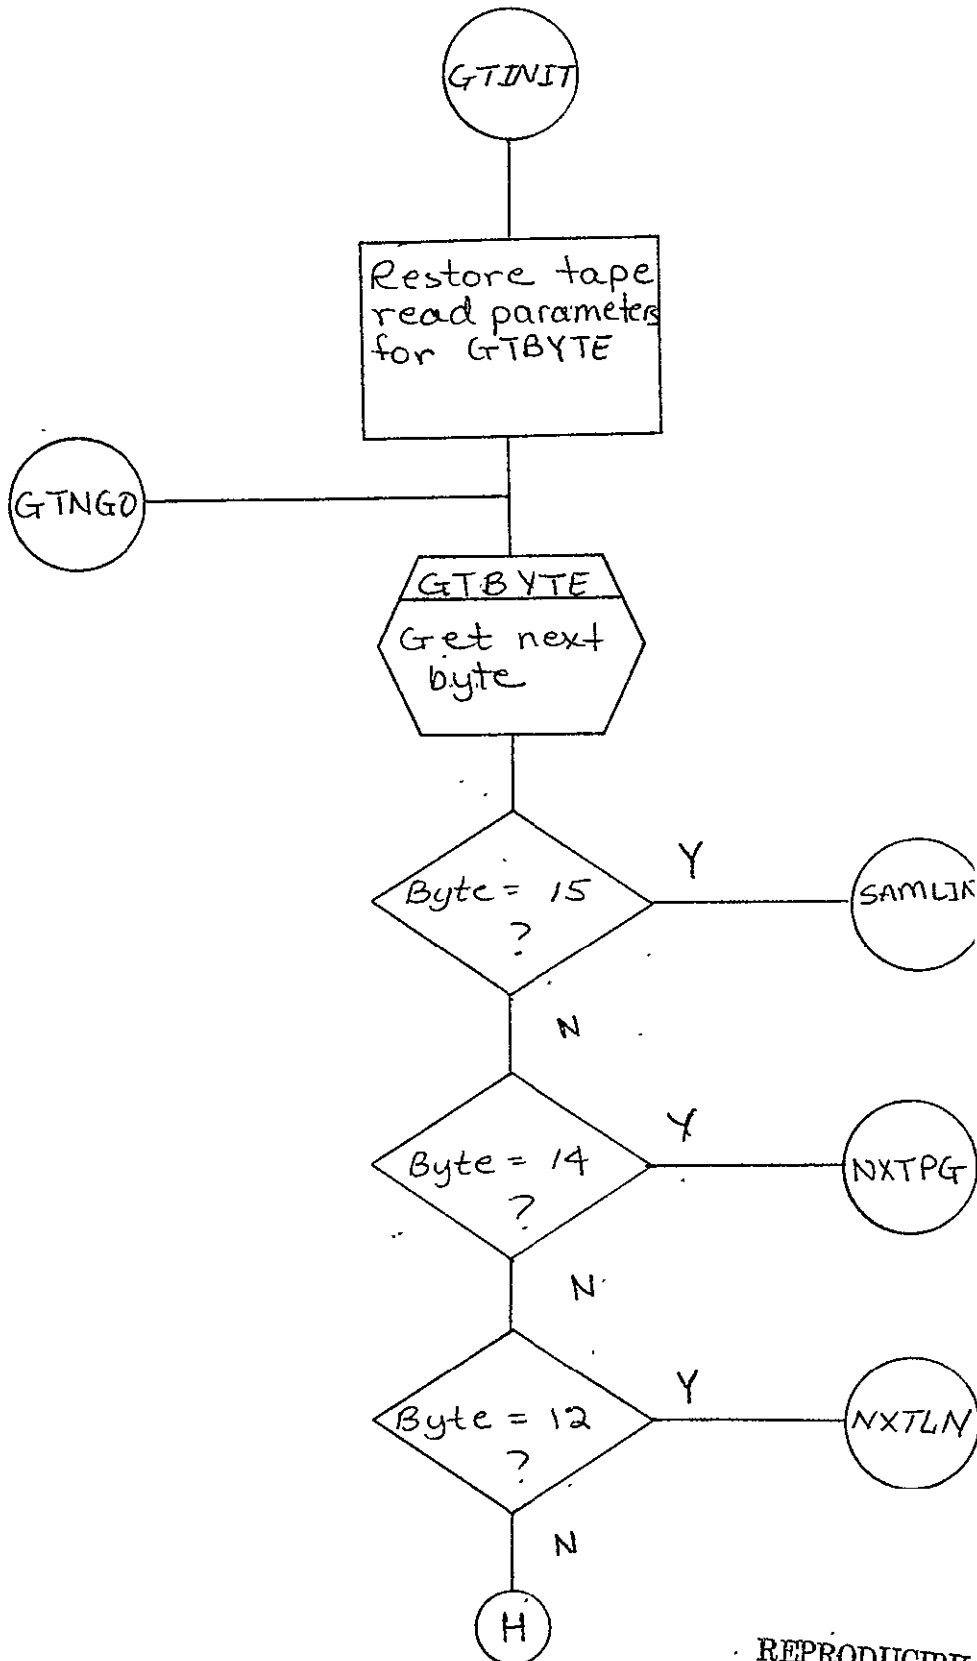 GTINIT
Restore tape
read parameters
for GTBYTE
GTNGO
GTBYTE
Get next
byte
Byte = 15
?
Y
SAMLIN
N
Byte = 14
?
Y
NXTPG
N
Byte = 12
?
Y
NXTLN
N
H